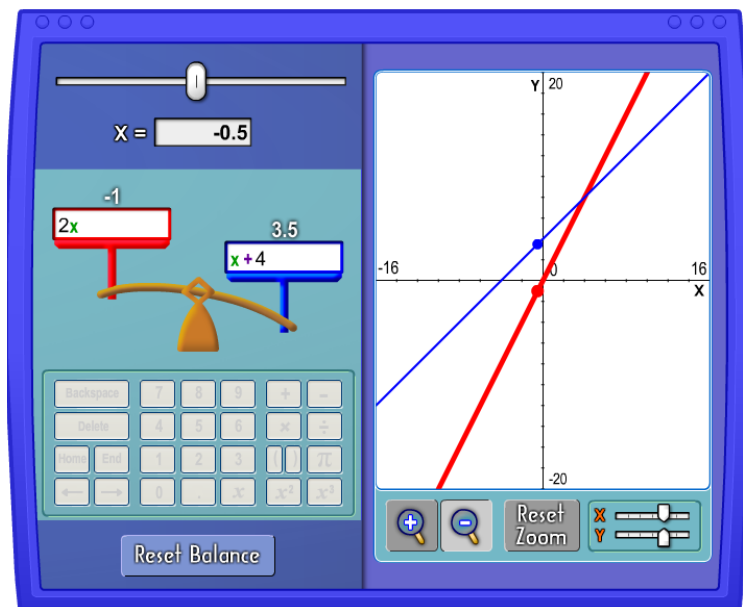 X = -0.5
-1
2x
3.5
x + 4
Backspace 7 8 9 + −
Delete 4 5 6 × ÷
Home End 1 2 3 ( ) π
← → 0 . x x² x³
Reset Balance
Y 20
-16 0 16
X
-20
Reset
Zoom
X
Y